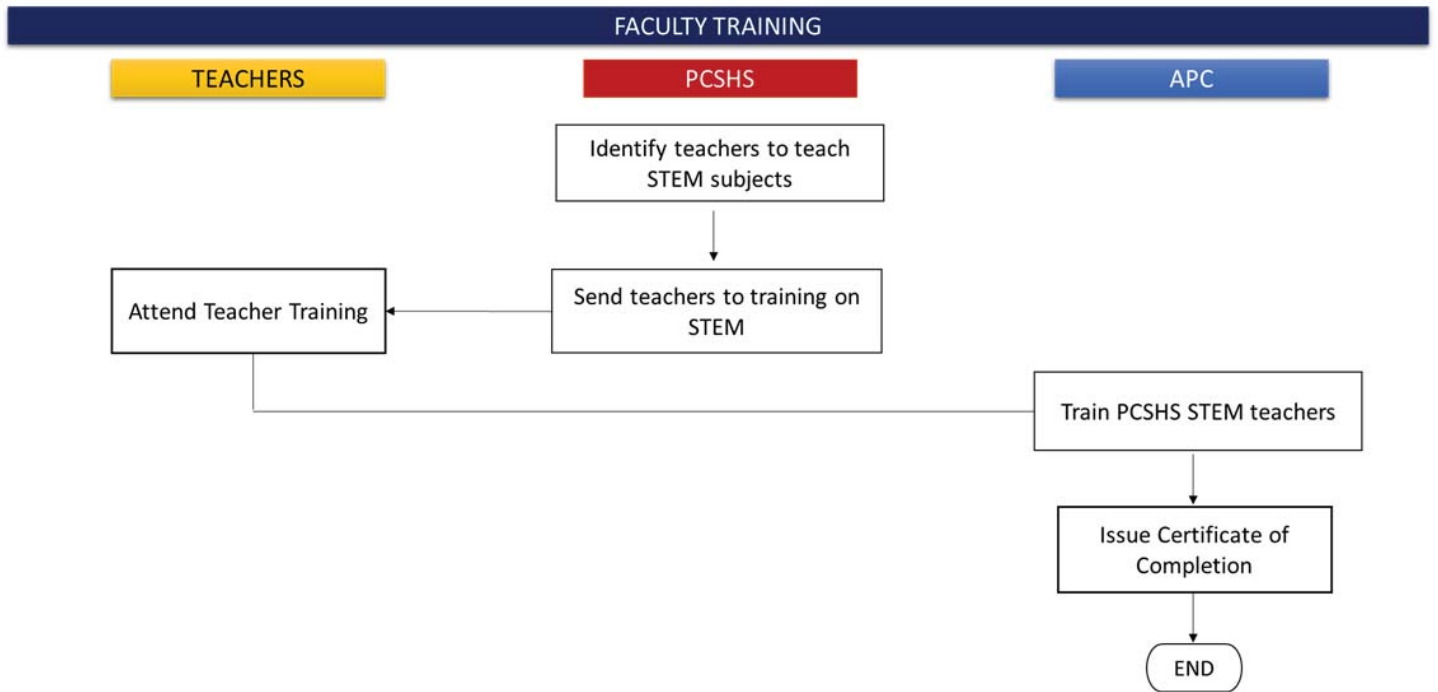 FACULTY TRAINING
TEACHERS
PCSHS
APC
Identify teachers to teach
STEM subjects
Attend Teacher Training
Send teachers to training on
STEM
Train PCSHS STEM teachers
Issue Certificate of
Completion
END